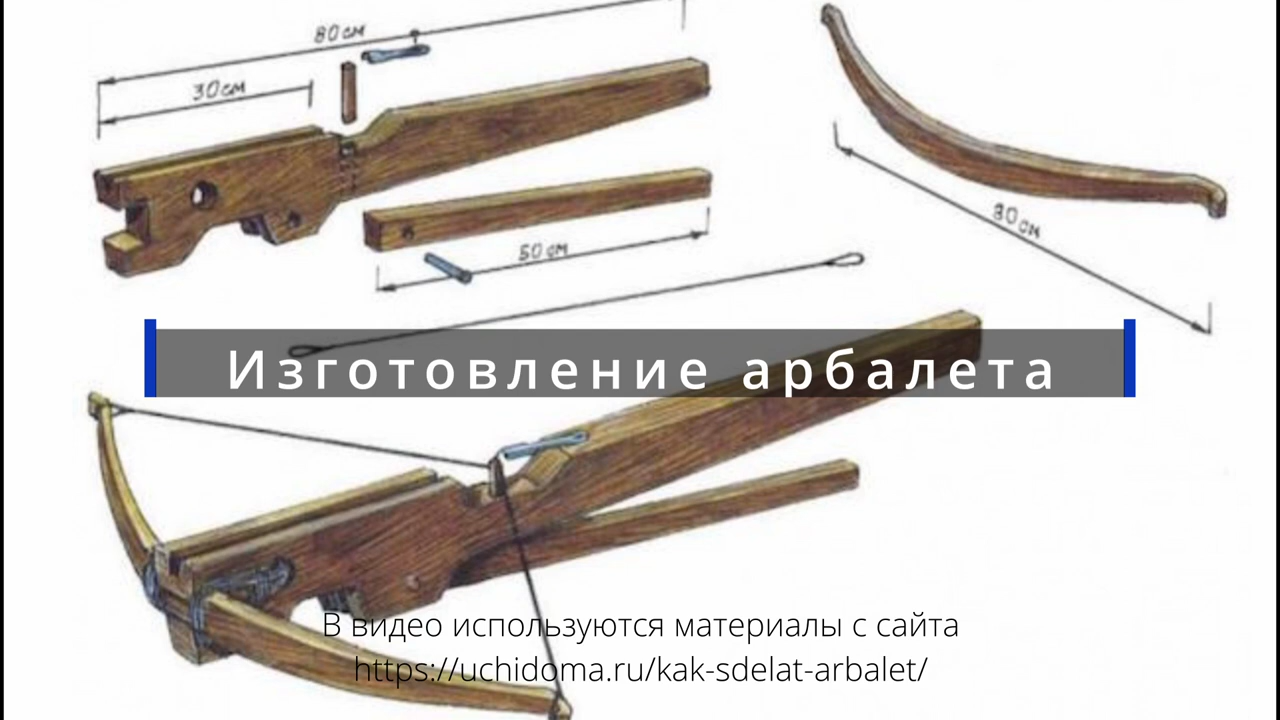 80 см
30 см
50 см
80 см
Изготовление арбалета
В видео используются материалы с сайта
https://uchidoma.ru/kak-sdelat-arbalet/